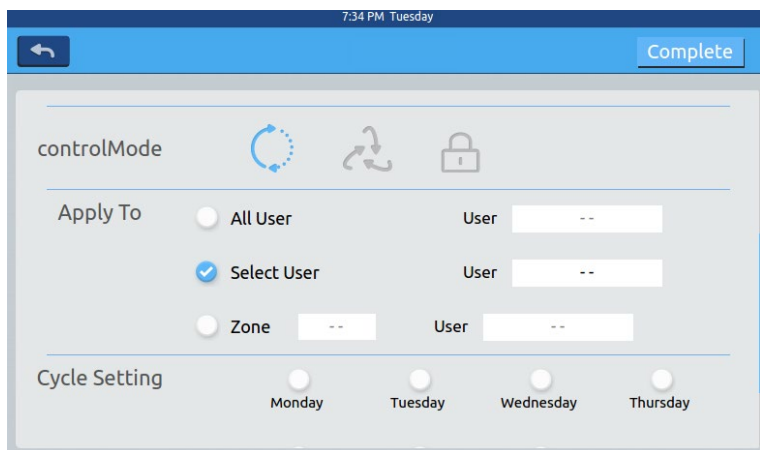 7:34 PM Tuesday
Complete
controlMode
Apply To
All User
User
--
Select User
User
--
Zone
--
User
--
Cycle Setting
Monday
Tuesday
Wednesday
Thursday